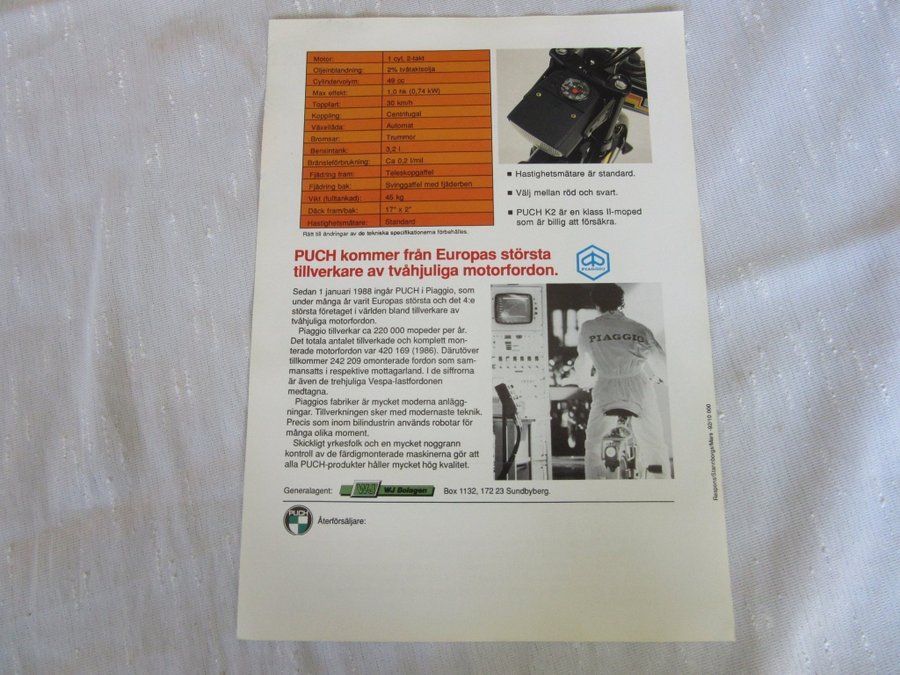 Motor: 1 cyl, 2-takt
Oljeinblandning: 2% tvåtaktsolja
Cylindervolym: 49 cc
Max effekt: 1,0 hk (0,74 kW)
Toppfart: 30 km/h
Koppling: Centrifugal
Växellåda: Automat
Bromsar: Trummor
Bensintank: 3,2 l
Bränsleförbrukning: Ca 0,2 l/mil
Fjädring fram: Teleskopgaffel
Fjädring bak: Svinggaffel med fjäderben
Vikt (fulltankad): 45 kg
Däck fram/bak: 17" x 2"
Hastighetsmätare: Standard
Rätt till ändringar av de tekniska specifikationerna förbehålles.
■ Hastighetsmätare är standard.
■ Välj mellan röd och svart.
■ PUCH K2 är en klass II-moped
som är billig att försäkra.
PUCH kommer från Europas största
tillverkare av tvåhjuliga motorfordon.
PIAGGIO
Sedan 1 januari 1988 ingår PUCH i Piaggio, som
under många år varit Europas största och det 4:e
största företaget i världen bland tillverkare av
tvåhjuliga motorfordon.
Piaggio tillverkar ca 220 000 mopeder per år.
Det totala antalet tillverkade och komplett mon-
terade motorfordon var 420 169 (1986). Därutöver
tillkommer 242 209 omonterade fordon som sam-
mansatts i respektive mottagarland. I de siffrorna
är även de trehjuliga Vespa-lastfordonen
medtagna.
Piaggios fabriker är mycket moderna anlägg-
ningar. Tillverkningen sker med modernaste teknik.
Precis som inom bilindustrin används robotar för
många olika moment.
Skickligt yrkesfolk och en mycket noggrann
kontroll av de färdigmonterade maskinerna gör att
alla PUCH-produkter håller mycket hög kvalitet.
PIAGGIO
Generalagent: WJ WJ Bolagen Box 1132, 172 23 Sundbyberg.
PUCH Återförsäljare: